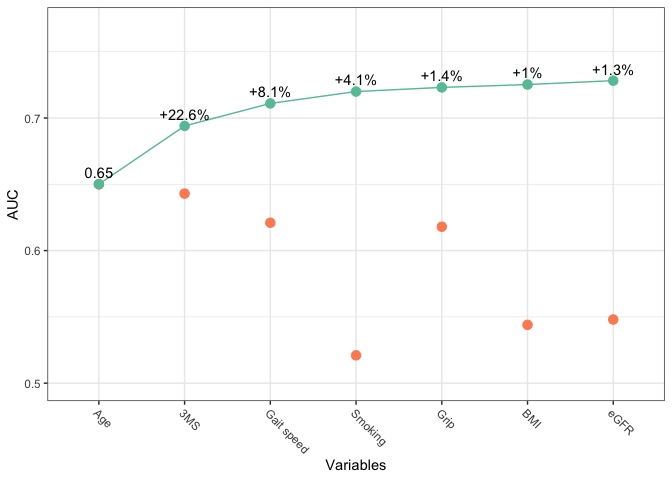 0.65
+22.6%
+8.1%
+4.1%
+1.4%
+1%
+1.3%
0.7
0.6
0.5
AUC
Age
3MS
Gait speed
Smoking
Grip
BMI
eGFR
Variables